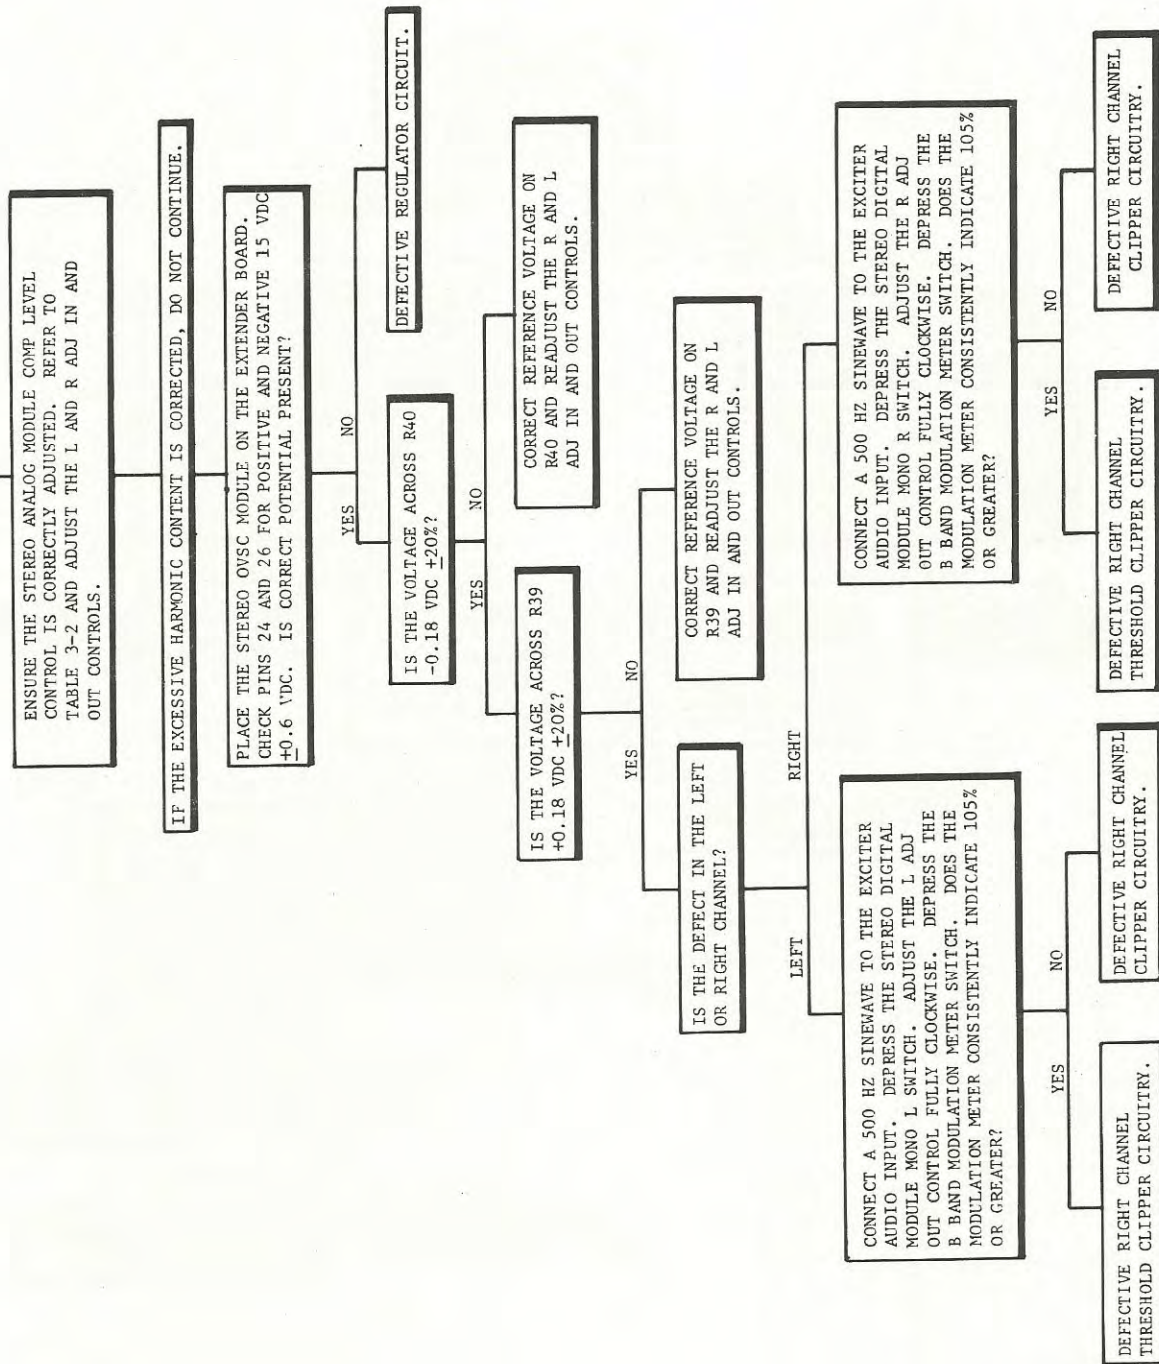 ENSURE THE STEREO ANALOG MODULE COMP LEVEL
CONTROL IS CORRECTLY ADJUSTED. REFER TO
TABLE 3-2 AND ADJUST THE L AND R ADJ IN AND
OUT CONTROLS.
IF THE EXCESSIVE HARMONIC CONTENT IS CORRECTED, DO NOT CONTINUE.
PLACE THE STEREO OVSC MODULE ON THE EXTENDER BOARD.
CHECK PINS 24 AND 26 FOR POSITIVE AND NEGATIVE 15 VDC
±0.6 VDC. IS CORRECT POTENTIAL PRESENT?
YES
NO
IS THE VOLTAGE ACROSS R40
-0.18 VDC ±20%?
DEFECTIVE REGULATOR CIRCUIT.
YES
NO
IS THE VOLTAGE ACROSS R39
+0.18 VDC ±20%?
CORRECT REFERENCE VOLTAGE ON
R40 AND READJUST THE R AND L
ADJ IN AND OUT CONTROLS.
YES
NO
IS THE DEFECT IN THE LEFT
OR RIGHT CHANNEL?
CORRECT REFERENCE VOLTAGE ON
R39 AND READJUST THE R AND L
ADJ IN AND OUT CONTROLS.
LEFT
RIGHT
CONNECT A 500 HZ SINEWAVE TO THE EXCITER
AUDIO INPUT. DEPRESS THE STEREO DIGITAL
MODULE MONO L SWITCH. ADJUST THE L ADJ
OUT CONTROL FULLY CLOCKWISE. DEPRESS THE
B BAND MODULATION METER SWITCH. DOES THE
MODULATION METER CONSISTENTLY INDICATE 105%
OR GREATER?
CONNECT A 500 HZ SINEWAVE TO THE EXCITER
AUDIO INPUT. DEPRESS THE STEREO DIGITAL
MODULE MONO R SWITCH. ADJUST THE R ADJ
OUT CONTROL FULLY CLOCKWISE. DEPRESS THE
B BAND MODULATION METER SWITCH. DOES THE
MODULATION METER CONSISTENTLY INDICATE 105%
OR GREATER?
YES
NO
YES
NO
DEFECTIVE RIGHT CHANNEL
THRESHOLD CLIPPER CIRCUITRY.
DEFECTIVE RIGHT CHANNEL
CLIPPER CIRCUITRY.
DEFECTIVE RIGHT CHANNEL
THRESHOLD CLIPPER CIRCUITRY.
DEFECTIVE RIGHT CHANNEL
CLIPPER CIRCUITRY.